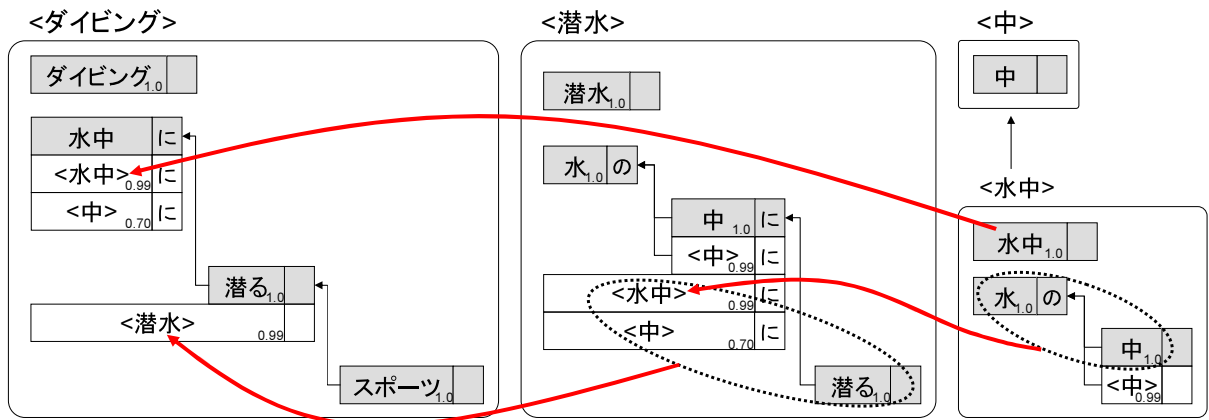 <ダイビング>
ダイビング 1.0
水中 に
<水中> 0.99 に
<中> 0.70 に
潜る 1.0
<潜水> 0.99
スポーツ 1.0
<潜水>
潜水 1.0
水 1.0 の
中 1.0 に
<中> 0.99 に
<水中> 0.99 に
<中> 0.70 に
潜る 1.0
<中>
中
<水中>
水中 1.0
水 1.0 の
中 1.0
<中> 0.99